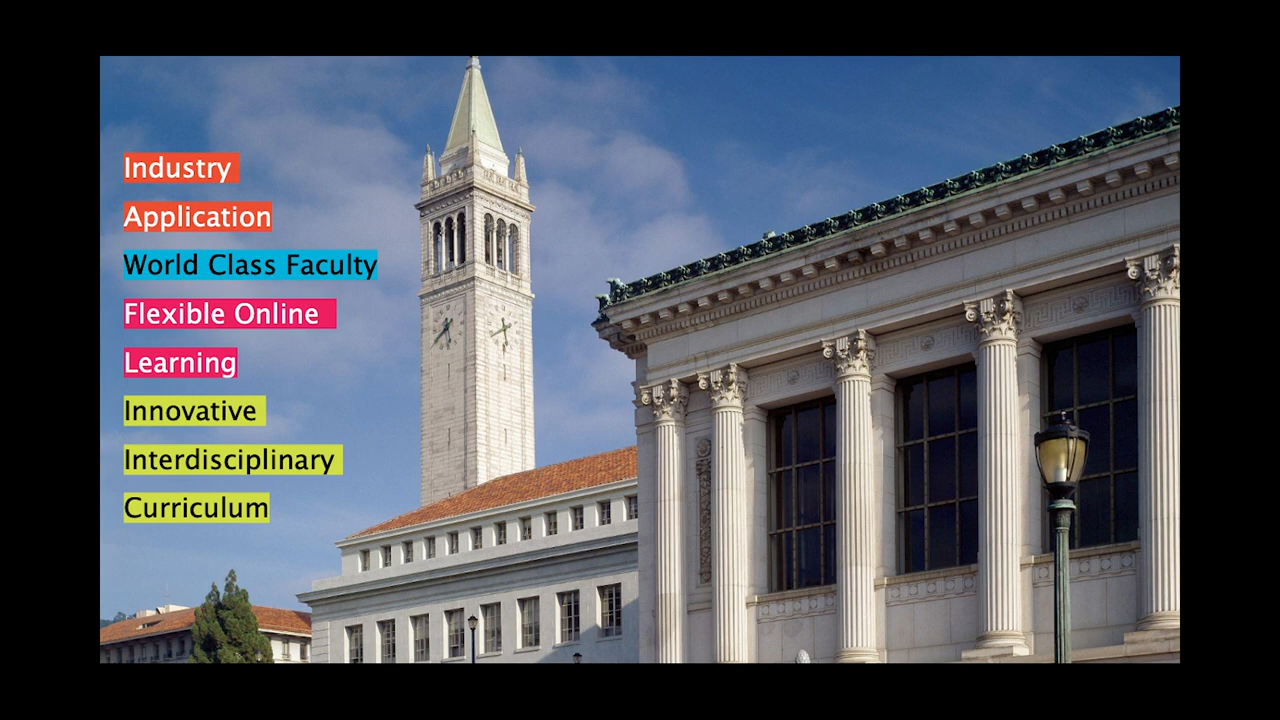 Industry
Application
World Class Faculty
Flexible Online
Learning
Innovative
Interdisciplinary
Curriculum